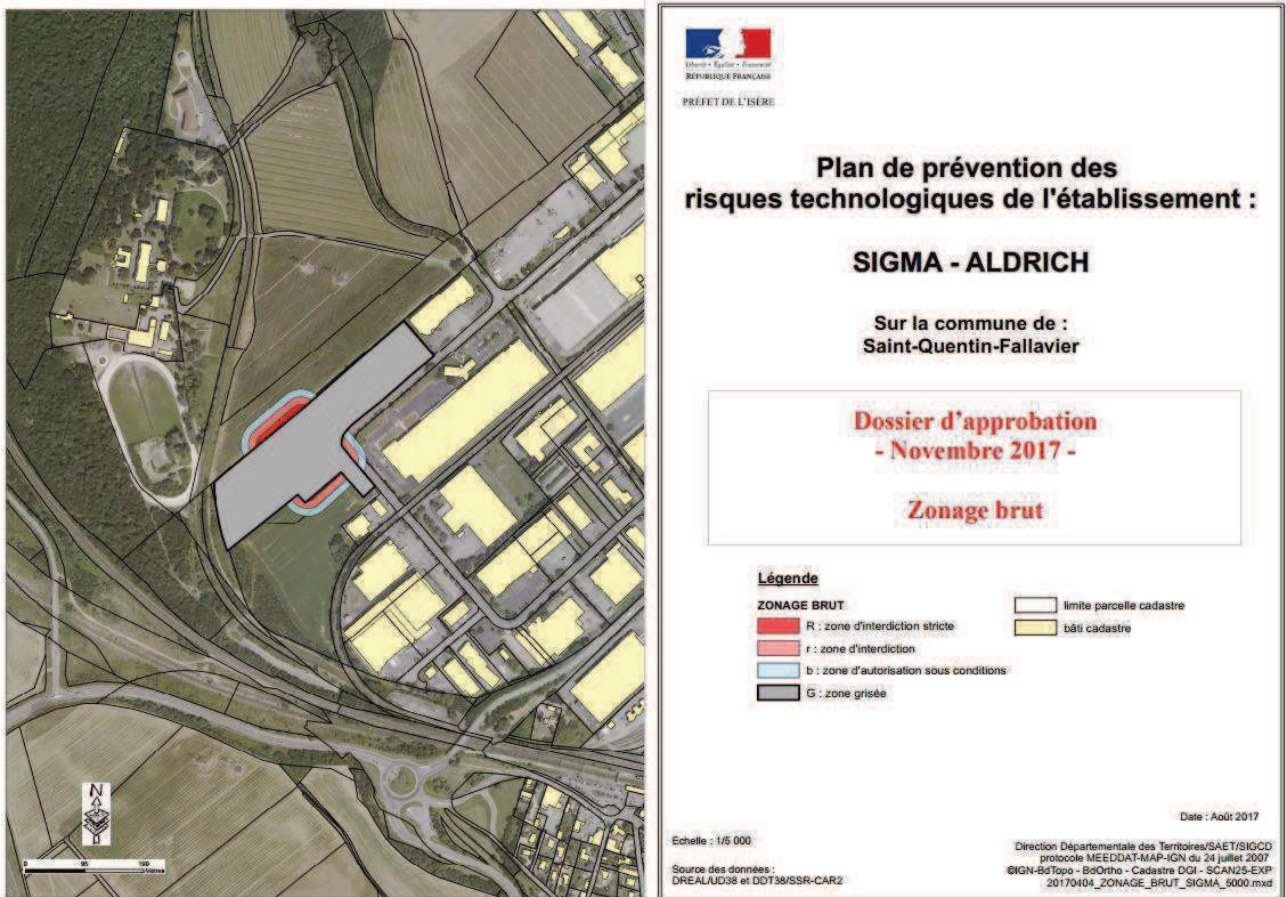 N
0 95 190
Mètres
Liberté • Égalité • Fraternité
RÉPUBLIQUE FRANÇAISE
PRÉFET DE L'ISÈRE
Plan de prévention des
risques technologiques de l'établissement :
SIGMA - ALDRICH
Sur la commune de :
Saint-Quentin-Fallavier
Dossier d'approbation
- Novembre 2017 -
Zonage brut
Légende
ZONAGE BRUT
R : zone d'interdiction stricte
r : zone d'interdiction
b : zone d'autorisation sous conditions
G : zone grisée
limite parcelle cadastre
bâti cadastre
Date : Août 2017
Echelle : 1/5 000
Source des données :
DREAL/UD38 et DDT38/SSR-CAR2
Direction Départementale des Territoires/SAET/SIGCD
protocole MEEDDAT-MAP-IGN du 24 juillet 2007
©IGN-BdTopo - BdOrtho - Cadastre DGI - SCAN25-EXP
20170404_ZONAGE_BRUT_SIGMA_5000.mxd